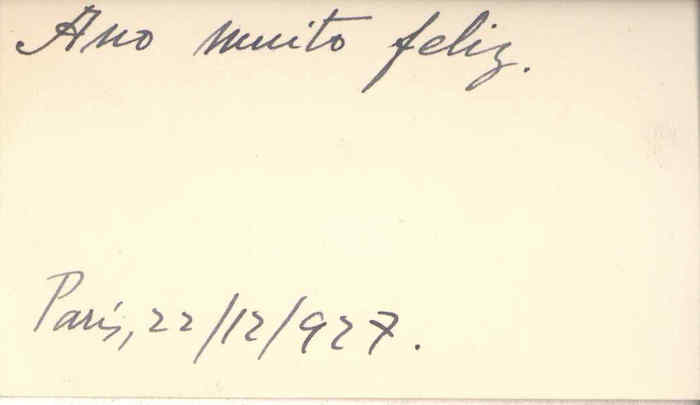 Ano muito feliz.
Paris, 22/12/927.